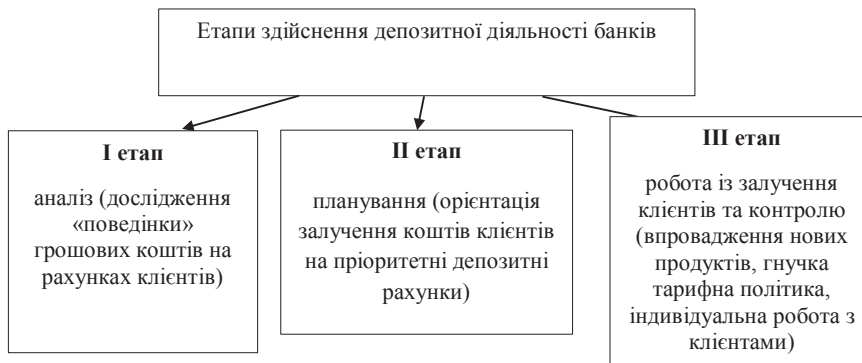 Етапи здійснення депозитної діяльності банків
І етап
аналіз (дослідження
«поведінки»
грошових коштів на
рахунках клієнтів)
ІІ етап
планування (орієнтація
залучення коштів клієнтів
на пріоритетні депозитні
рахунки)
ІІІ етап
робота із залучення
клієнтів та контролю
(впровадження нових
продуктів, гнучка
тарифна політика,
індивідуальна робота з
клієнтами)